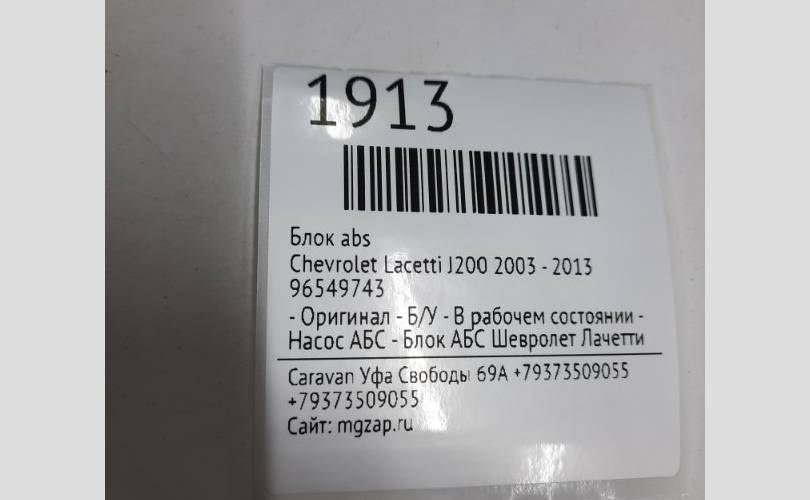 1913
Блок abs
Chevrolet Lacetti J200 2003 - 2013
96549743
- Оригинал - Б/У - В рабочем состоянии -
Насос АБС - Блок АБС Шевролет Лачетти
Caravan Уфа Свободы 69А +79373509055
+79373509055
Сайт: mgzap.ru